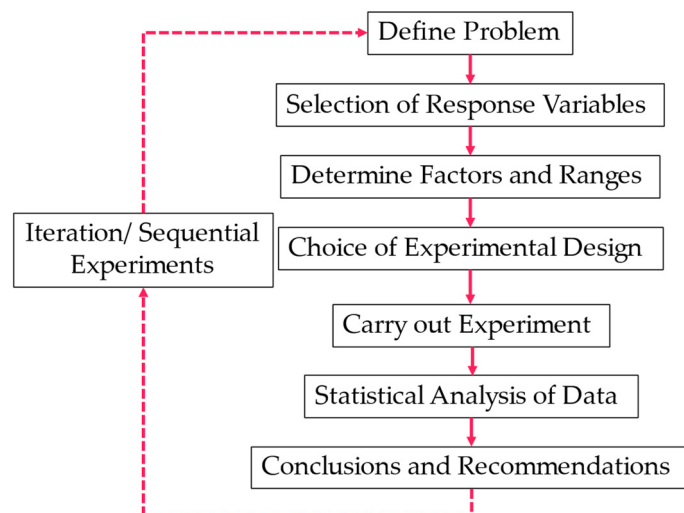 Define Problem
Selection of Response Variables
Determine Factors and Ranges
Iteration/ Sequential
Experiments
Choice of Experimental Design
Carry out Experiment
Statistical Analysis of Data
Conclusions and Recommendations